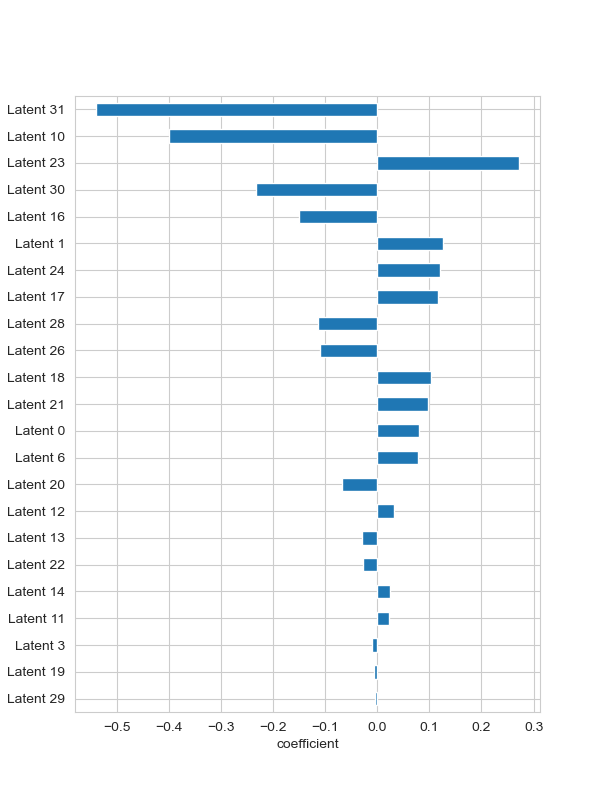 Latent 31
Latent 10
Latent 23
Latent 30
Latent 16
Latent 1
Latent 24
Latent 17
Latent 28
Latent 26
Latent 18
Latent 21
Latent 0
Latent 6
Latent 20
Latent 12
Latent 13
Latent 22
Latent 14
Latent 11
Latent 3
Latent 19
Latent 29
−0.5 −0.4 −0.3 −0.2 −0.1 0.0 0.1 0.2 0.3
coefficient